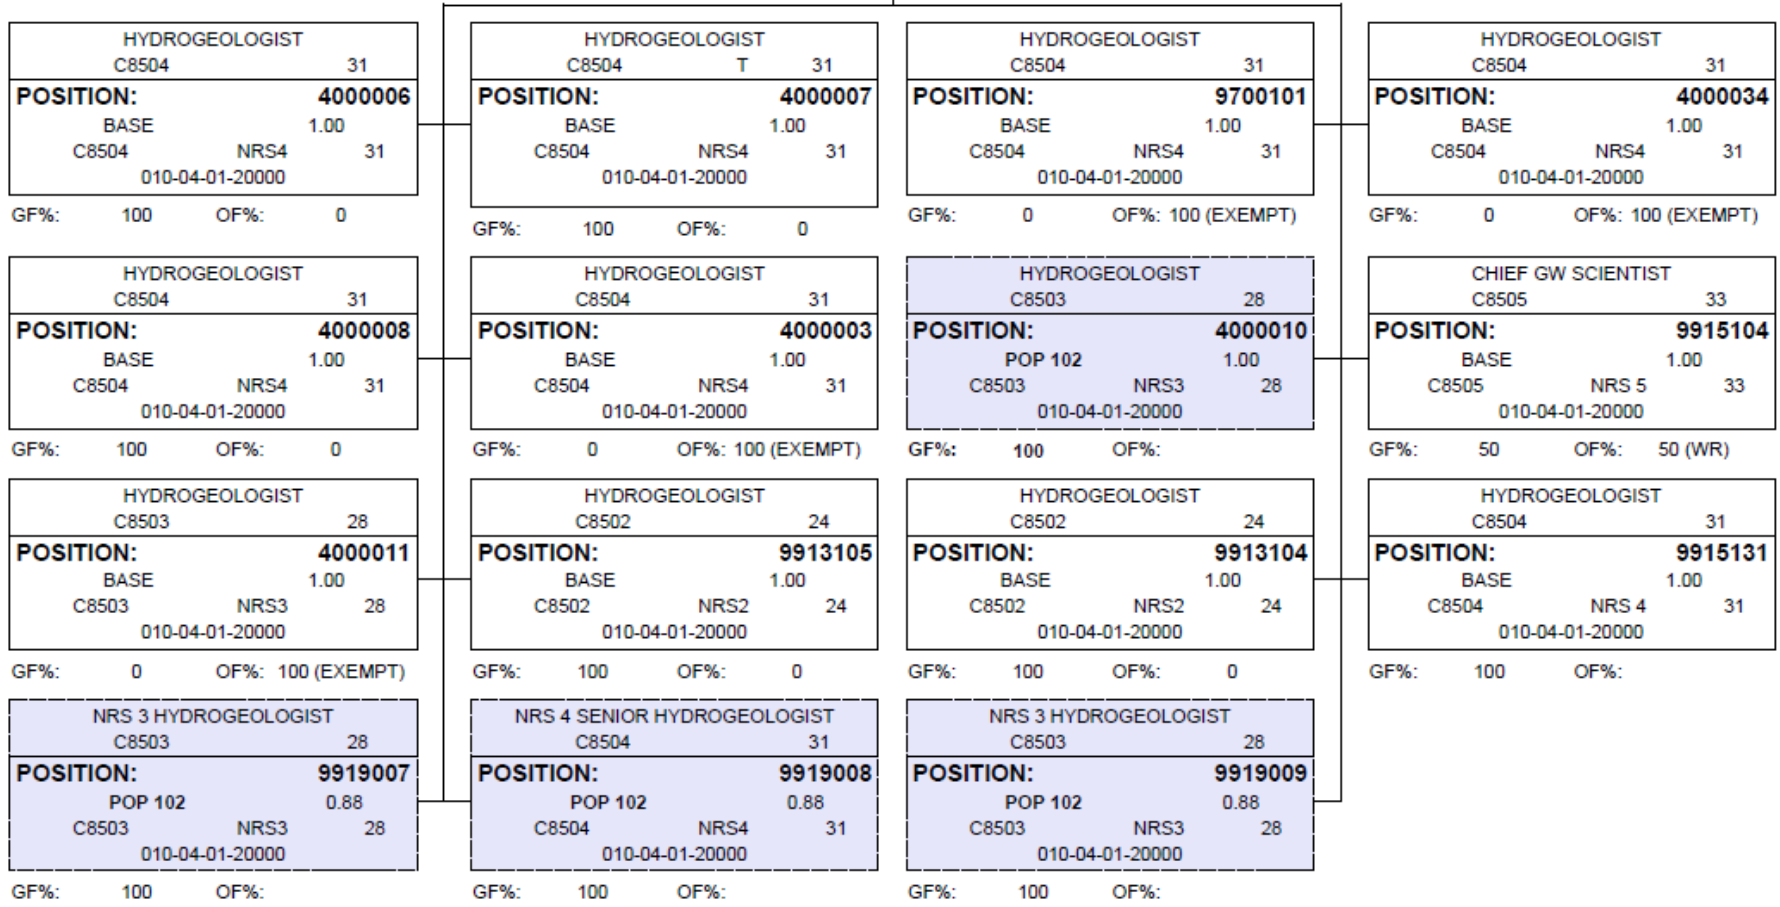 HYDROGEOLOGIST
C8504 31
POSITION: 4000006
BASE 1.00
C8504 NRS4 31
010-04-01-20000
GF%: 100 OF%: 0
HYDROGEOLOGIST
C8504 T 31
POSITION: 4000007
BASE 1.00
C8504 NRS4 31
010-04-01-20000
GF%: 100 OF%: 0
HYDROGEOLOGIST
C8504 31
POSITION: 9700101
BASE 1.00
C8504 NRS4 31
010-04-01-20000
GF%: 0 OF%: 100 (EXEMPT)
HYDROGEOLOGIST
C8504 31
POSITION: 4000034
BASE 1.00
C8504 NRS4 31
010-04-01-20000
GF%: 0 OF%: 100 (EXEMPT)
HYDROGEOLOGIST
C8504 31
POSITION: 4000008
BASE 1.00
C8504 NRS4 31
010-04-01-20000
GF%: 100 OF%: 0
HYDROGEOLOGIST
C8504 31
POSITION: 4000003
BASE 1.00
C8504 NRS4 31
010-04-01-20000
GF%: 0 OF%: 100 (EXEMPT)
HYDROGEOLOGIST
C8503 28
POSITION: 4000010
POP 102 1.00
C8503 NRS3 28
010-04-01-20000
GF%: 100 OF%:
CHIEF GW SCIENTIST
C8505 33
POSITION: 9915104
BASE 1.00
C8505 NRS 5 33
010-04-01-20000
GF%: 50 OF%: 50 (WR)
HYDROGEOLOGIST
C8503 28
POSITION: 4000011
BASE 1.00
C8503 NRS3 28
010-04-01-20000
GF%: 0 OF%: 100 (EXEMPT)
HYDROGEOLOGIST
C8502 24
POSITION: 9913105
BASE 1.00
C8502 NRS2 24
010-04-01-20000
GF%: 100 OF%: 0
HYDROGEOLOGIST
C8502 24
POSITION: 9913104
BASE 1.00
C8502 NRS2 24
010-04-01-20000
GF%: 100 OF%: 0
HYDROGEOLOGIST
C8504 31
POSITION: 9915131
BASE 1.00
C8504 NRS 4 31
010-04-01-20000
GF%: 100 OF%:
NRS 3 HYDROGEOLOGIST
C8503 28
POSITION: 9919007
POP 102 0.88
C8503 NRS3 28
010-04-01-20000
GF%: 100 OF%:
NRS 4 SENIOR HYDROGEOLOGIST
C8504 31
POSITION: 9919008
POP 102 0.88
C8504 NRS4 31
010-04-01-20000
GF%: 100 OF%:
NRS 3 HYDROGEOLOGIST
C8503 28
POSITION: 9919009
POP 102 0.88
C8503 NRS3 28
010-04-01-20000
GF%: 100 OF%: